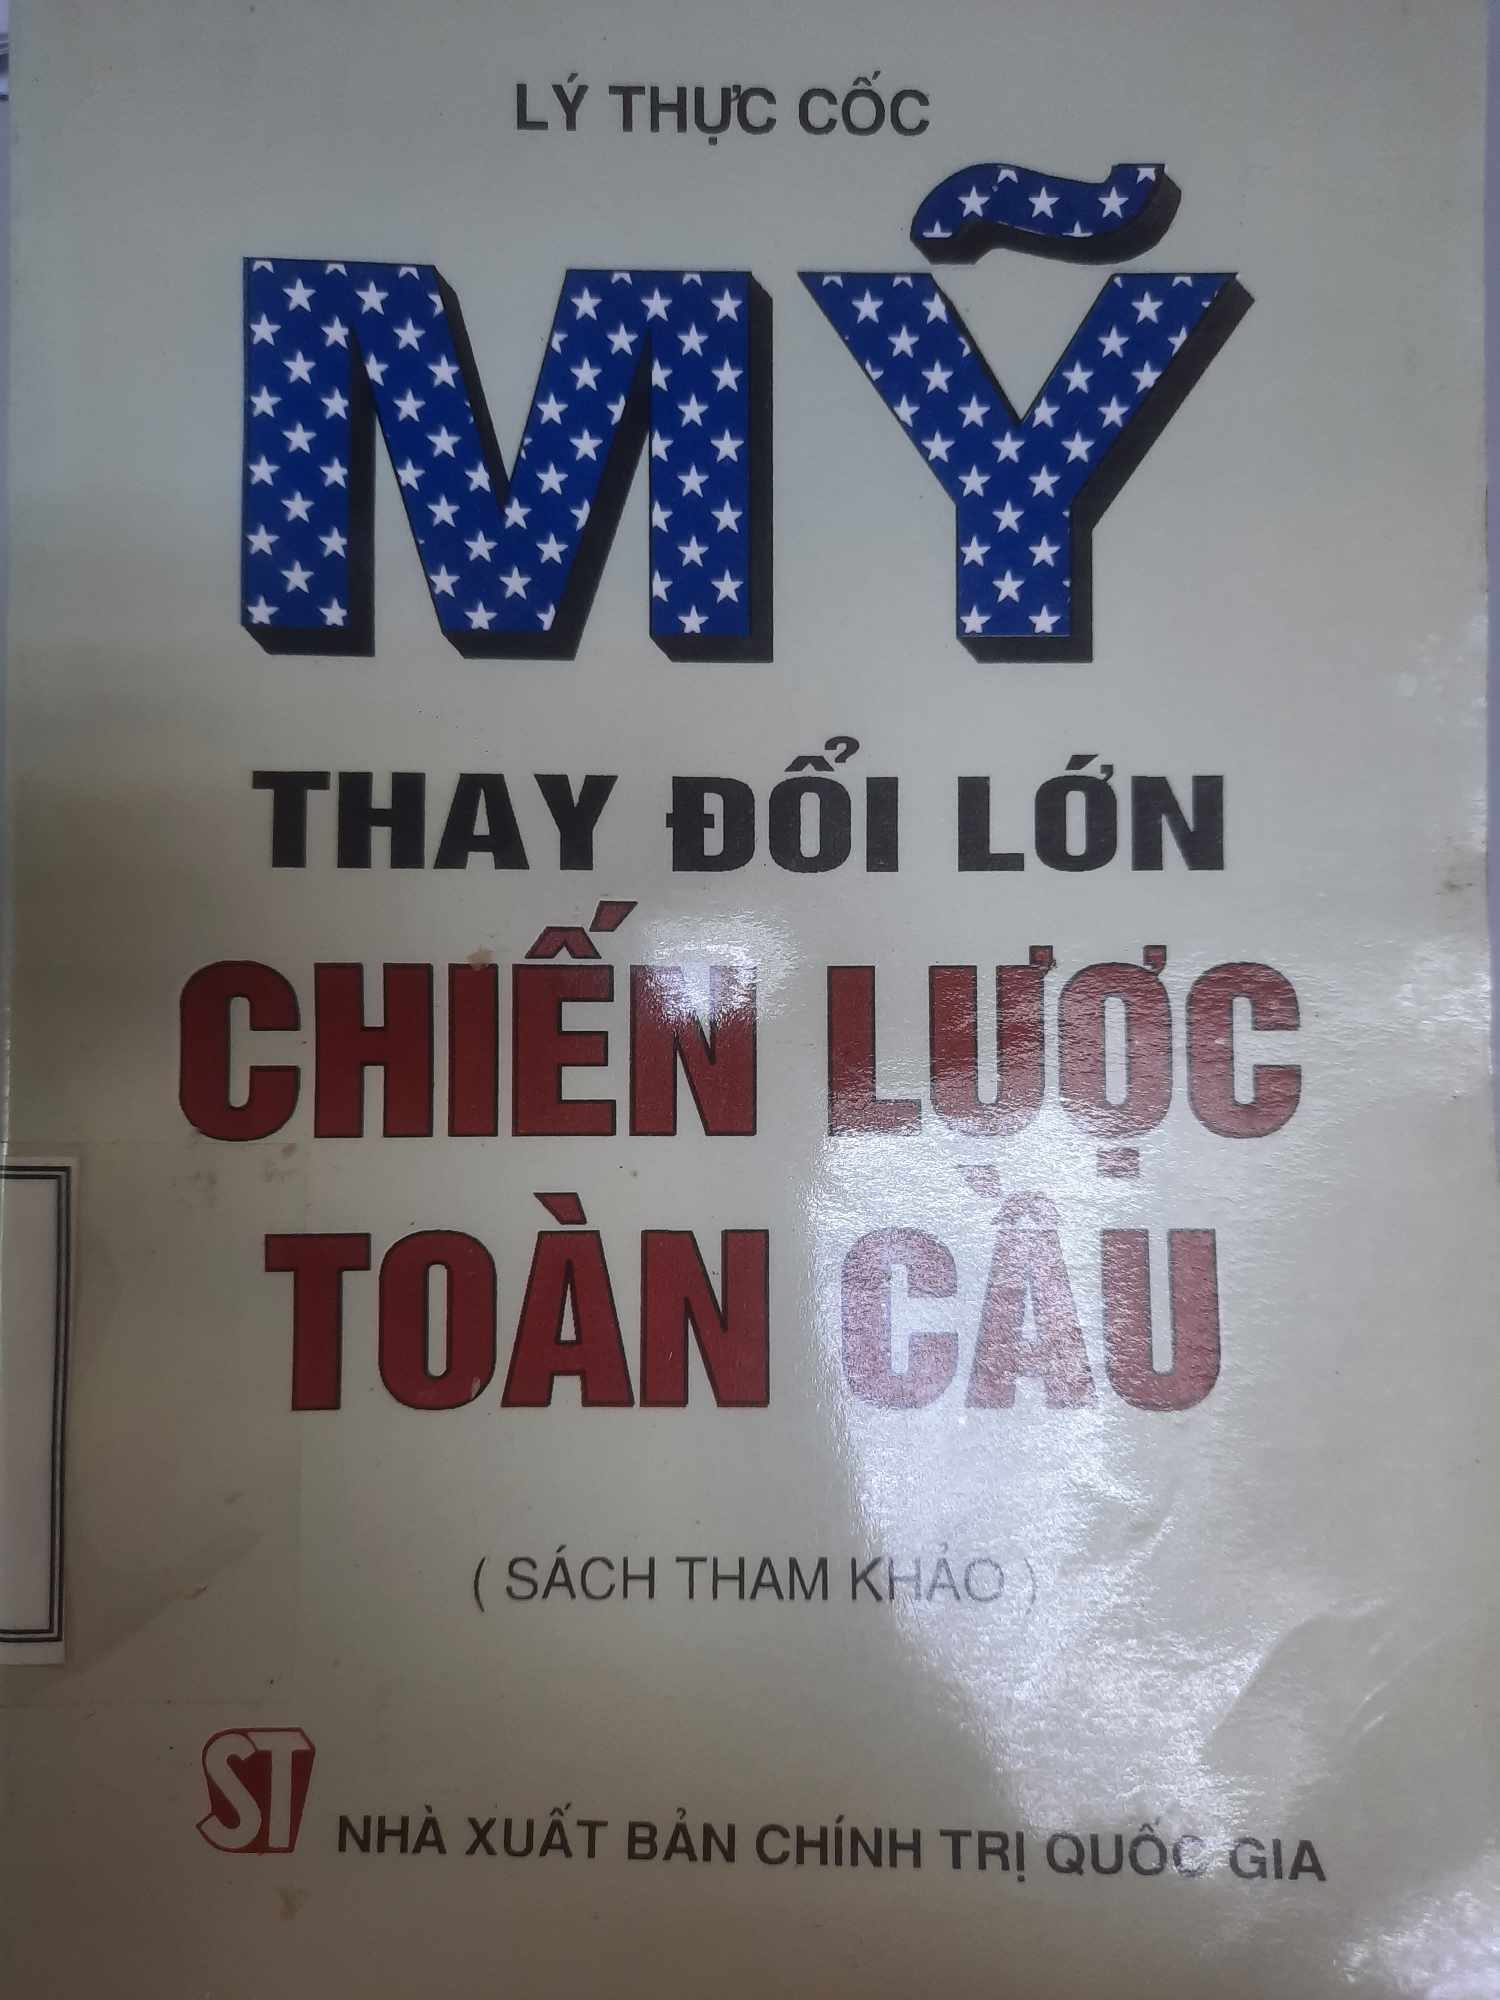 LÝ THỰC CỐC
MỸ
THAY ĐỔI LỚN
CHIẾN LƯỢC
TOÀN CẦU
( SÁCH THAM KHẢO )
ST
NHÀ XUẤT BẢN CHÍNH TRỊ QUỐC GIA